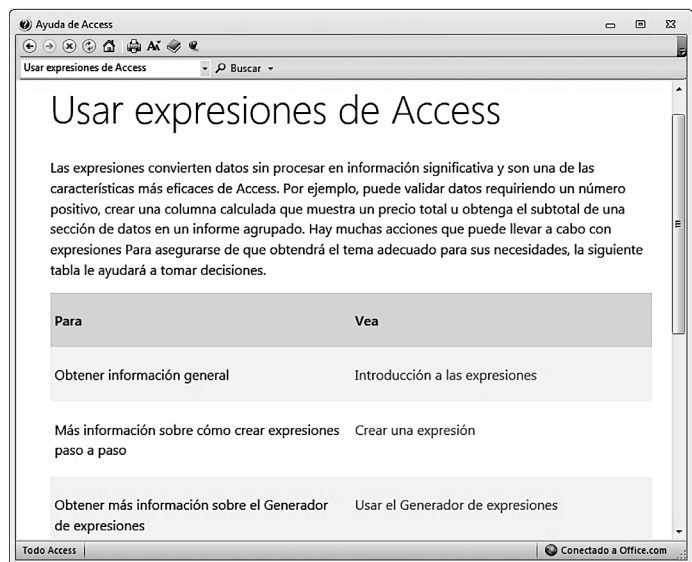 Ayuda de Access
Usar expresiones de Access
Buscar
Usar expresiones de Access
Las expresiones convierten datos sin procesar en información significativa y son una de las
características más eficaces de Access. Por ejemplo, puede validar datos requiriendo un número
positivo, crear una columna calculada que muestra un precio total u obtenga el subtotal de una
sección de datos en un informe agrupado. Hay muchas acciones que puede llevar a cabo con
expresiones Para asegurarse de que obtendrá el tema adecuado para sus necesidades, la siguiente
tabla le ayudará a tomar decisiones.
Para Vea
Obtener información general Introducción a las expresiones
Más información sobre cómo crear expresiones Crear una expresión
paso a paso
Obtener más información sobre el Generador Usar el Generador de expresiones
de expresiones
Todo Access Conectado a Office.com